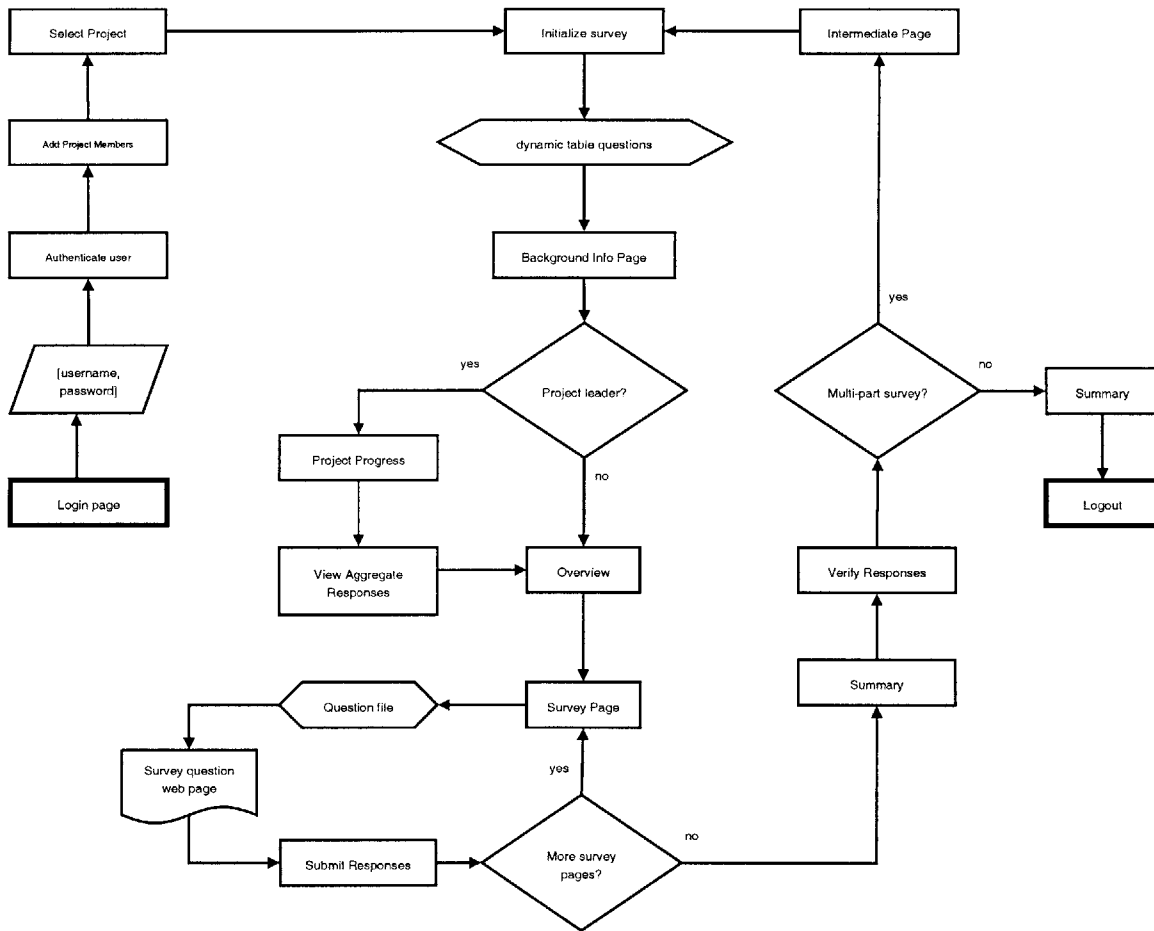 Select Project
Initialize survey
Intermediate Page
Add Project Members
dynamic table questions
Authenticate user
Background Info Page
yes
[username,
password]
yes
Project leader?
Multi-part survey?
no
Summary
Project Progress
no
Login page
Logout
View Aggregate
Responses
Overview
Verify Responses
Question file
Survey Page
Summary
Survey question
web page
yes
no
Submit Responses
More survey
pages?